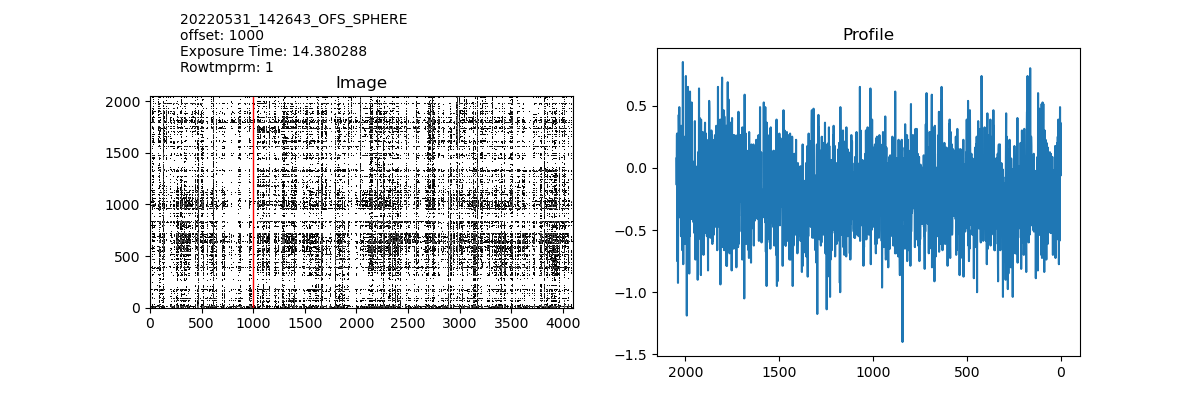 20220531_142643_OFS_SPHERE
offset: 1000
Exposure Time: 14.380288
Rowtmprm: 1
Image
2000
1500
1000
500
0
0 500 1000 1500 2000 2500 3000 3500 4000
Profile
0.5
0.0
−0.5
−1.0
−1.5
2000 1500 1000 500 0